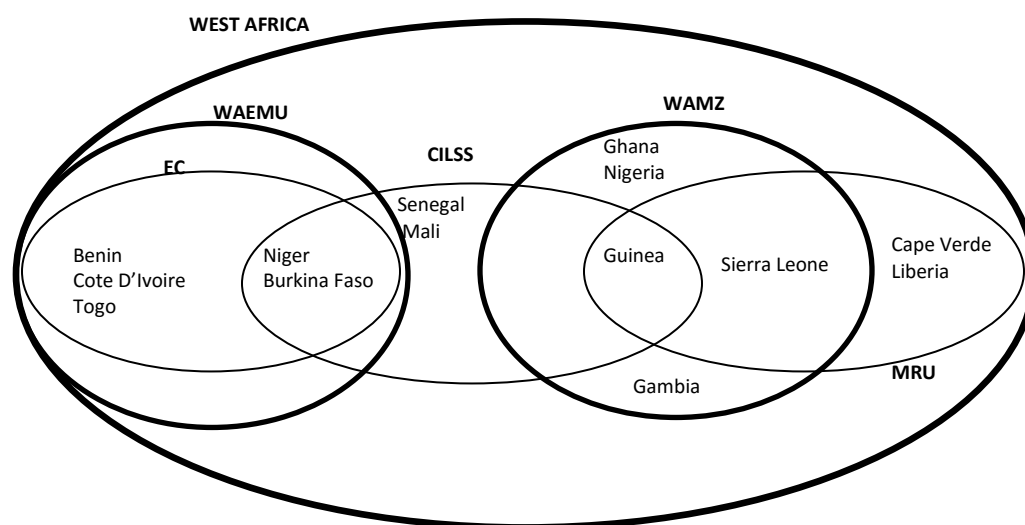 WEST AFRICA
WAEMU
WAMZ
EC
CILSS
Ghana
Nigeria
Senegal
Mali
Benin
Cote D’Ivoire
Togo
Niger
Burkina Faso
Guinea
Sierra Leone
Cape Verde
Liberia
Gambia
MRU